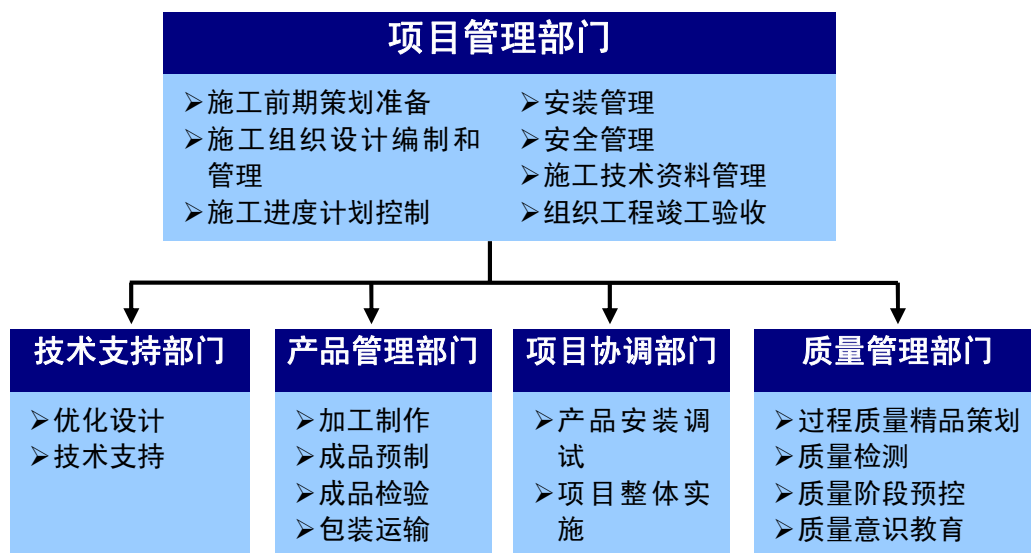 项目管理部门
➢施工前期策划准备
➢施工组织设计编制和
管理
➢施工进度计划控制
➢安装管理
➢安全管理
➢施工技术资料管理
➢组织工程竣工验收
技术支持部门
➢优化设计
➢技术支持
产品管理部门
➢加工制作
➢成品预制
➢成品检验
➢包装运输
项目协调部门
➢产品安装调
试
➢项目整体实
施
质量管理部门
➢过程质量精品策划
➢质量检测
➢质量阶段预控
➢质量意识教育